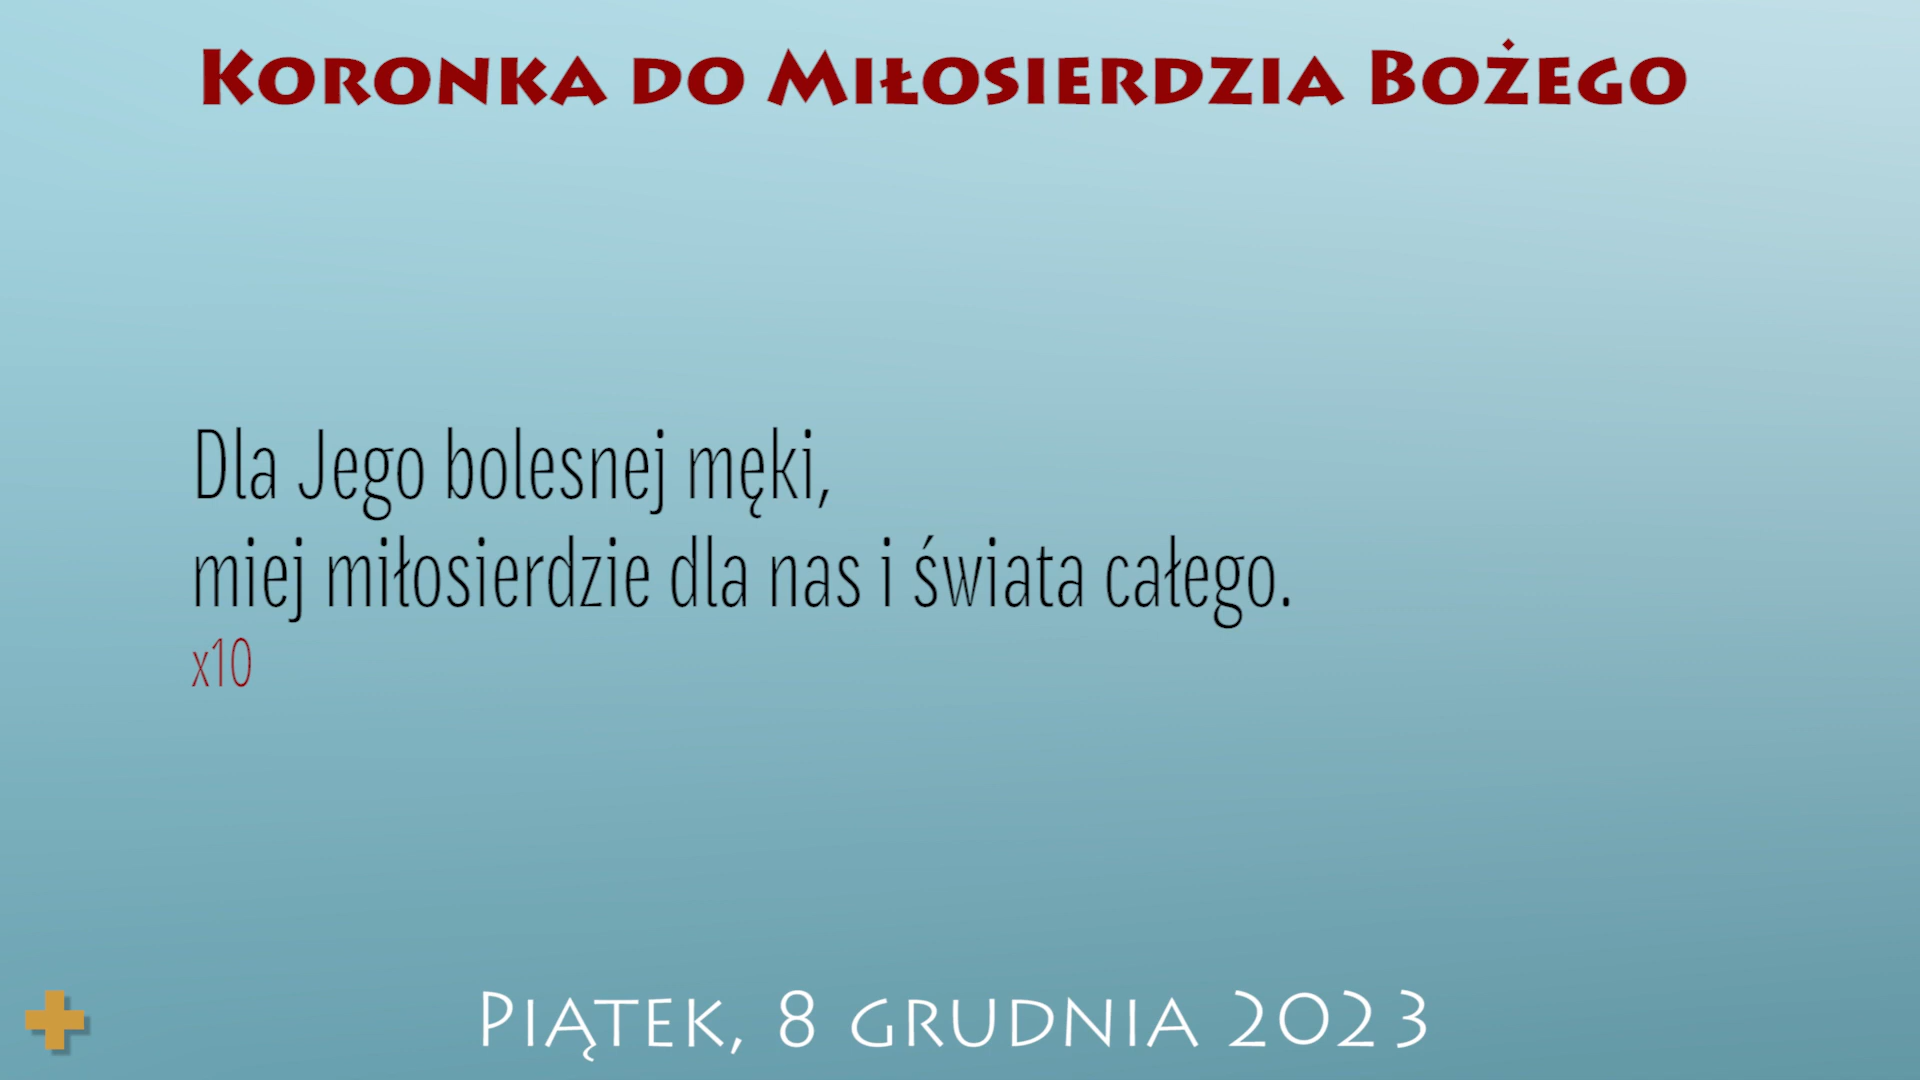 Koronka do Miłosierdzia Bożego
Dla Jego bolesnej męki,
miej miłosierdzie dla nas i świata całego.
x10
Piątek, 8 grudnia 2023